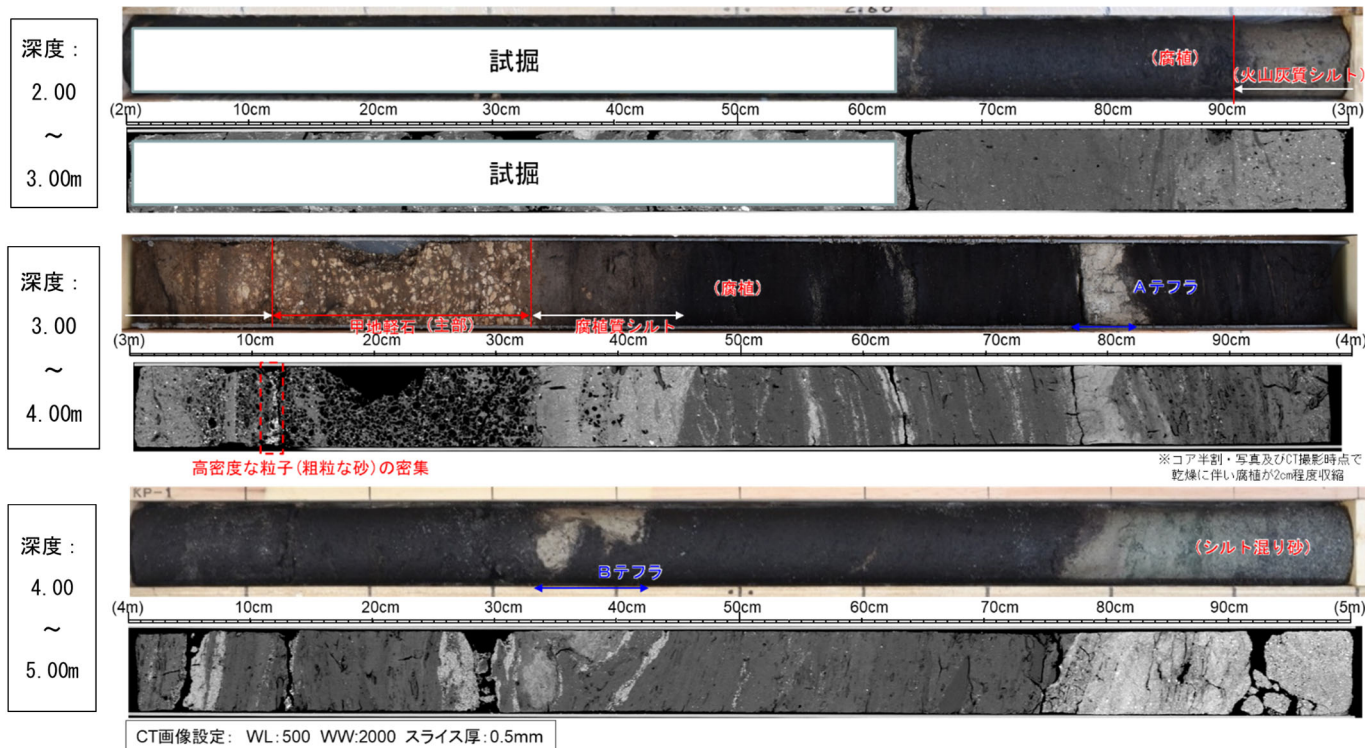 2.80
深度：
2.00
～
3.00m
試掘
(腐植)
(火山灰質シルト)
(2m) 10cm 20cm 30cm 40cm 50cm 60cm 70cm 80cm 90cm (3m)
試掘
深度：
3.00
～
4.00m
甲地軽石（主部）
腐植質シルト
(腐植)
Aテフラ
(3m) 10cm 20cm 30cm 40cm 50cm 60cm 70cm 80cm 90cm (4m)
高密度な粒子(粗粒な砂)の密集
※コア半割・写真及びCT撮影時点で
乾燥に伴い腐植が2cm程度収縮
KP-1
深度：
4.00
～
5.00m
Bテフラ
(シルト混り砂)
(4m) 10cm 20cm 30cm 40cm 50cm 60cm 70cm 80cm 90cm (5m)
CT画像設定： WL:500 WW:2000 スライス厚:0.5mm